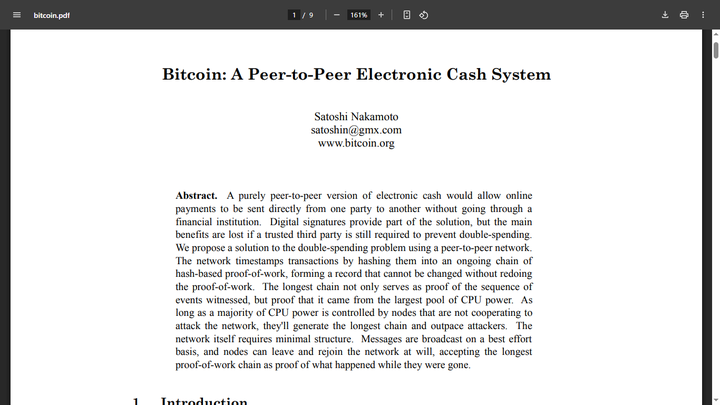 bitcoin.pdf
1 / 9
161%
Bitcoin: A Peer-to-Peer Electronic Cash System
Satoshi Nakamoto
satoshin@gmx.com
www.bitcoin.org
Abstract. A purely peer-to-peer version of electronic cash would allow online
payments to be sent directly from one party to another without going through a
financial institution. Digital signatures provide part of the solution, but the main
benefits are lost if a trusted third party is still required to prevent double-spending.
We propose a solution to the double-spending problem using a peer-to-peer network.
The network timestamps transactions by hashing them into an ongoing chain of
hash-based proof-of-work, forming a record that cannot be changed without redoing
the proof-of-work. The longest chain not only serves as proof of the sequence of
events witnessed, but proof that it came from the largest pool of CPU power. As
long as a majority of CPU power is controlled by nodes that are not cooperating to
attack the network, they'll generate the longest chain and outpace attackers. The
network itself requires minimal structure. Messages are broadcast on a best effort
basis, and nodes can leave and rejoin the network at will, accepting the longest
proof-of-work chain as proof of what happened while they were gone.
1. Introduction